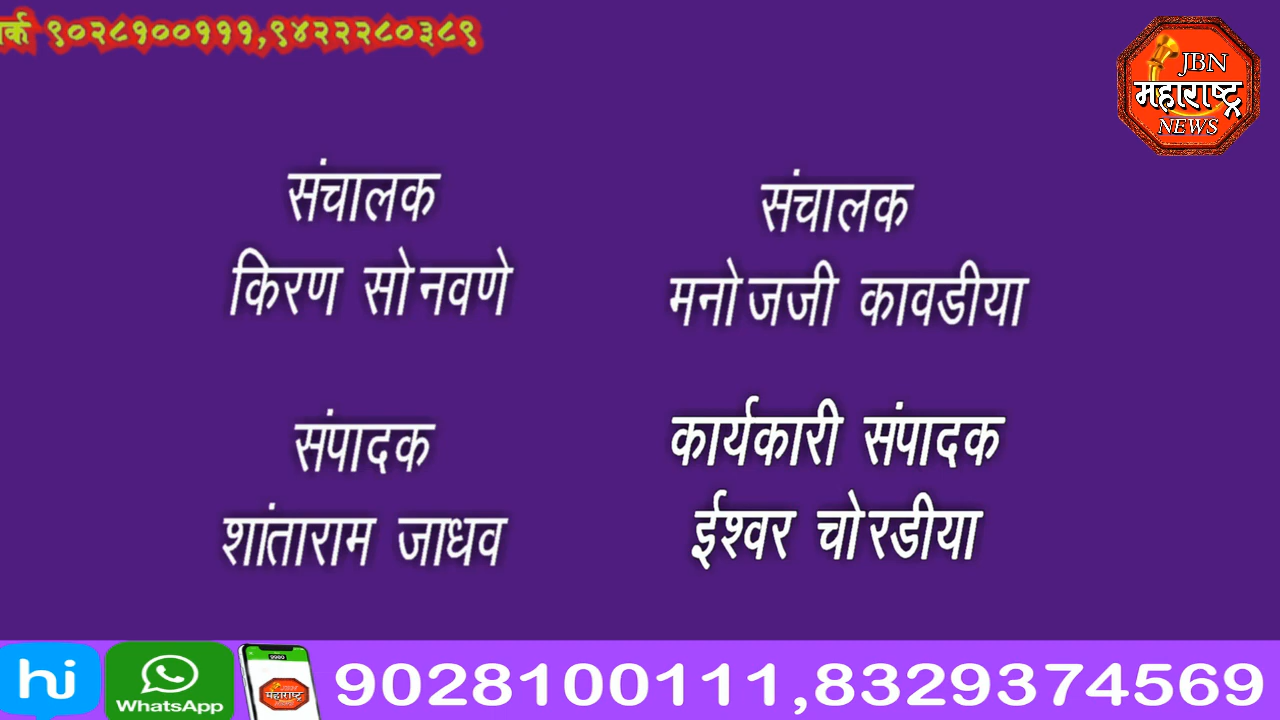 र्क ९०२८१००१११,९४२२२८०३८९
JBN
महाराष्ट्र
NEWS
संचालक
किरण सोनवणे
संचालक
मनोजजी कावडीया
संपादक
शांताराम जाधव
कार्यकारी संपादक
ईश्वर चोरडीया
hi
WhatsApp
महाराष्ट्र
9028100111,8329374569